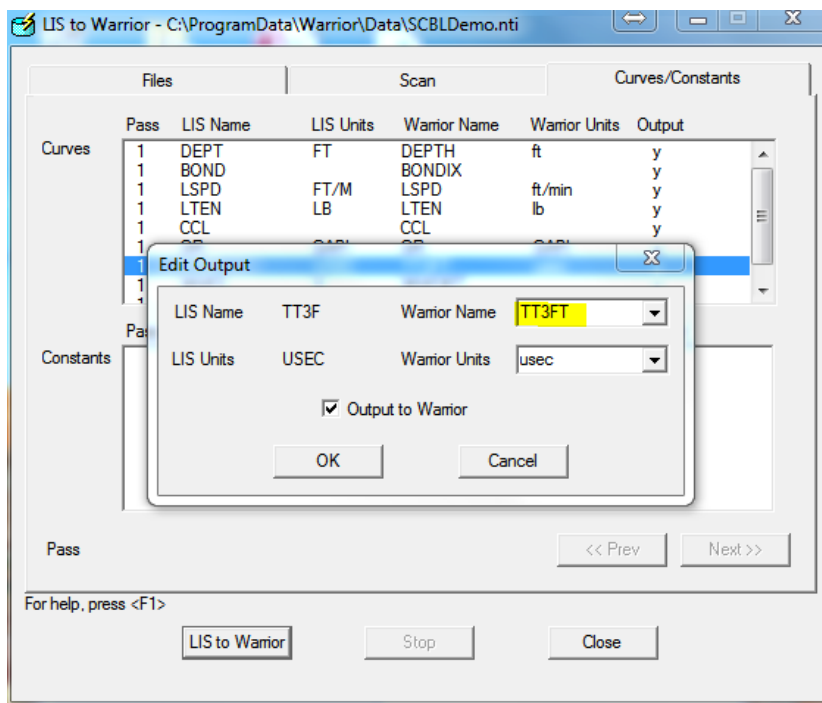 LIS to Warrior - C:\ProgramData\Warrior\Data\SCBLDemo.nti
Files Scan Curves/Constants
Pass LIS Name LIS Units Warrior Name Warrior Units Output
Curves 1 DEPT FT DEPTH ft y
1 BOND BONDIX y
1 LSPD FT/M LSPD ft/min y
1 LTEN LB LTEN lb y
1 CCL CCL y
1
1
1
Edit Output
LIS Name TT3F Warrior Name TT3FT
LIS Units USEC Warrior Units usec
Output to Warrior
OK Cancel
Constants
Pass << Prev Next >>
For help, press <F1>
LIS to Warrior Stop Close